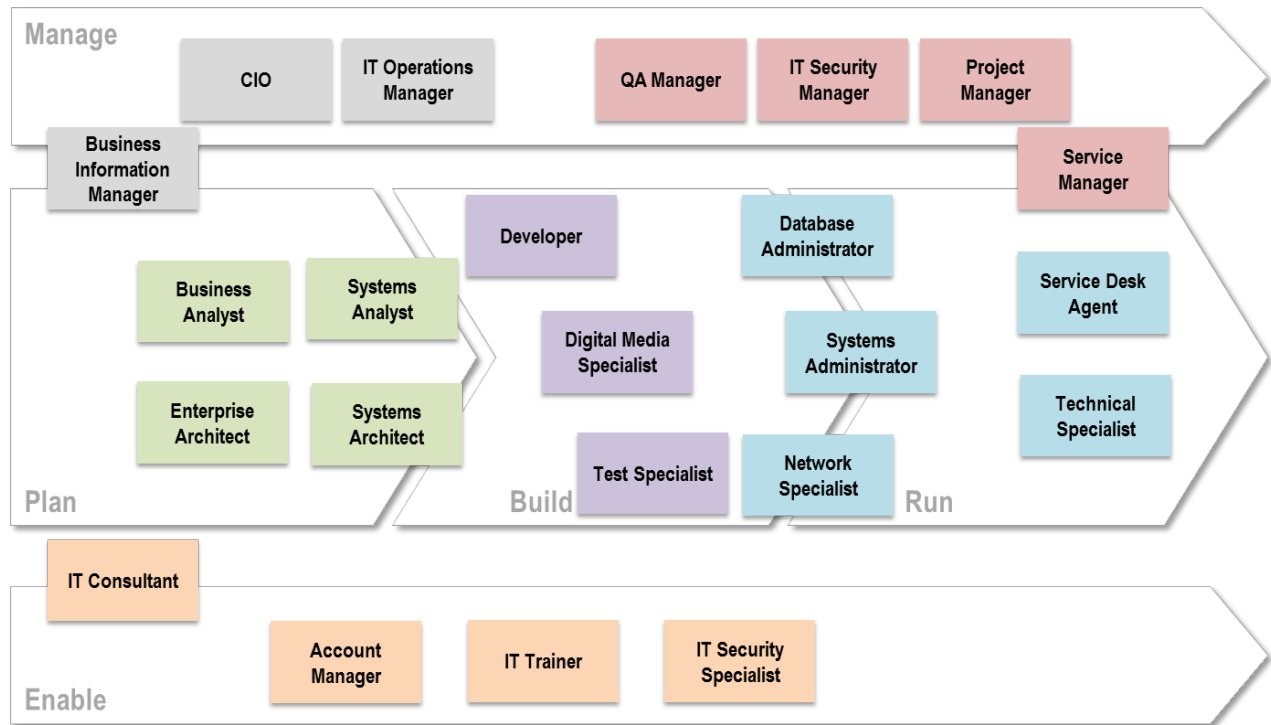 Manage
CIO
IT Operations
Manager
QA Manager
IT Security
Manager
Project
Manager
Business
Information
Manager
Service
Manager
Developer
Database
Administrator
Business
Analyst
Systems
Analyst
Service Desk
Agent
Digital Media
Specialist
Systems
Administrator
Enterprise
Architect
Systems
Architect
Technical
Specialist
Test Specialist
Network
Specialist
Plan
Build
Run
IT Consultant
Account
Manager
IT Trainer
IT Security
Specialist
Enable